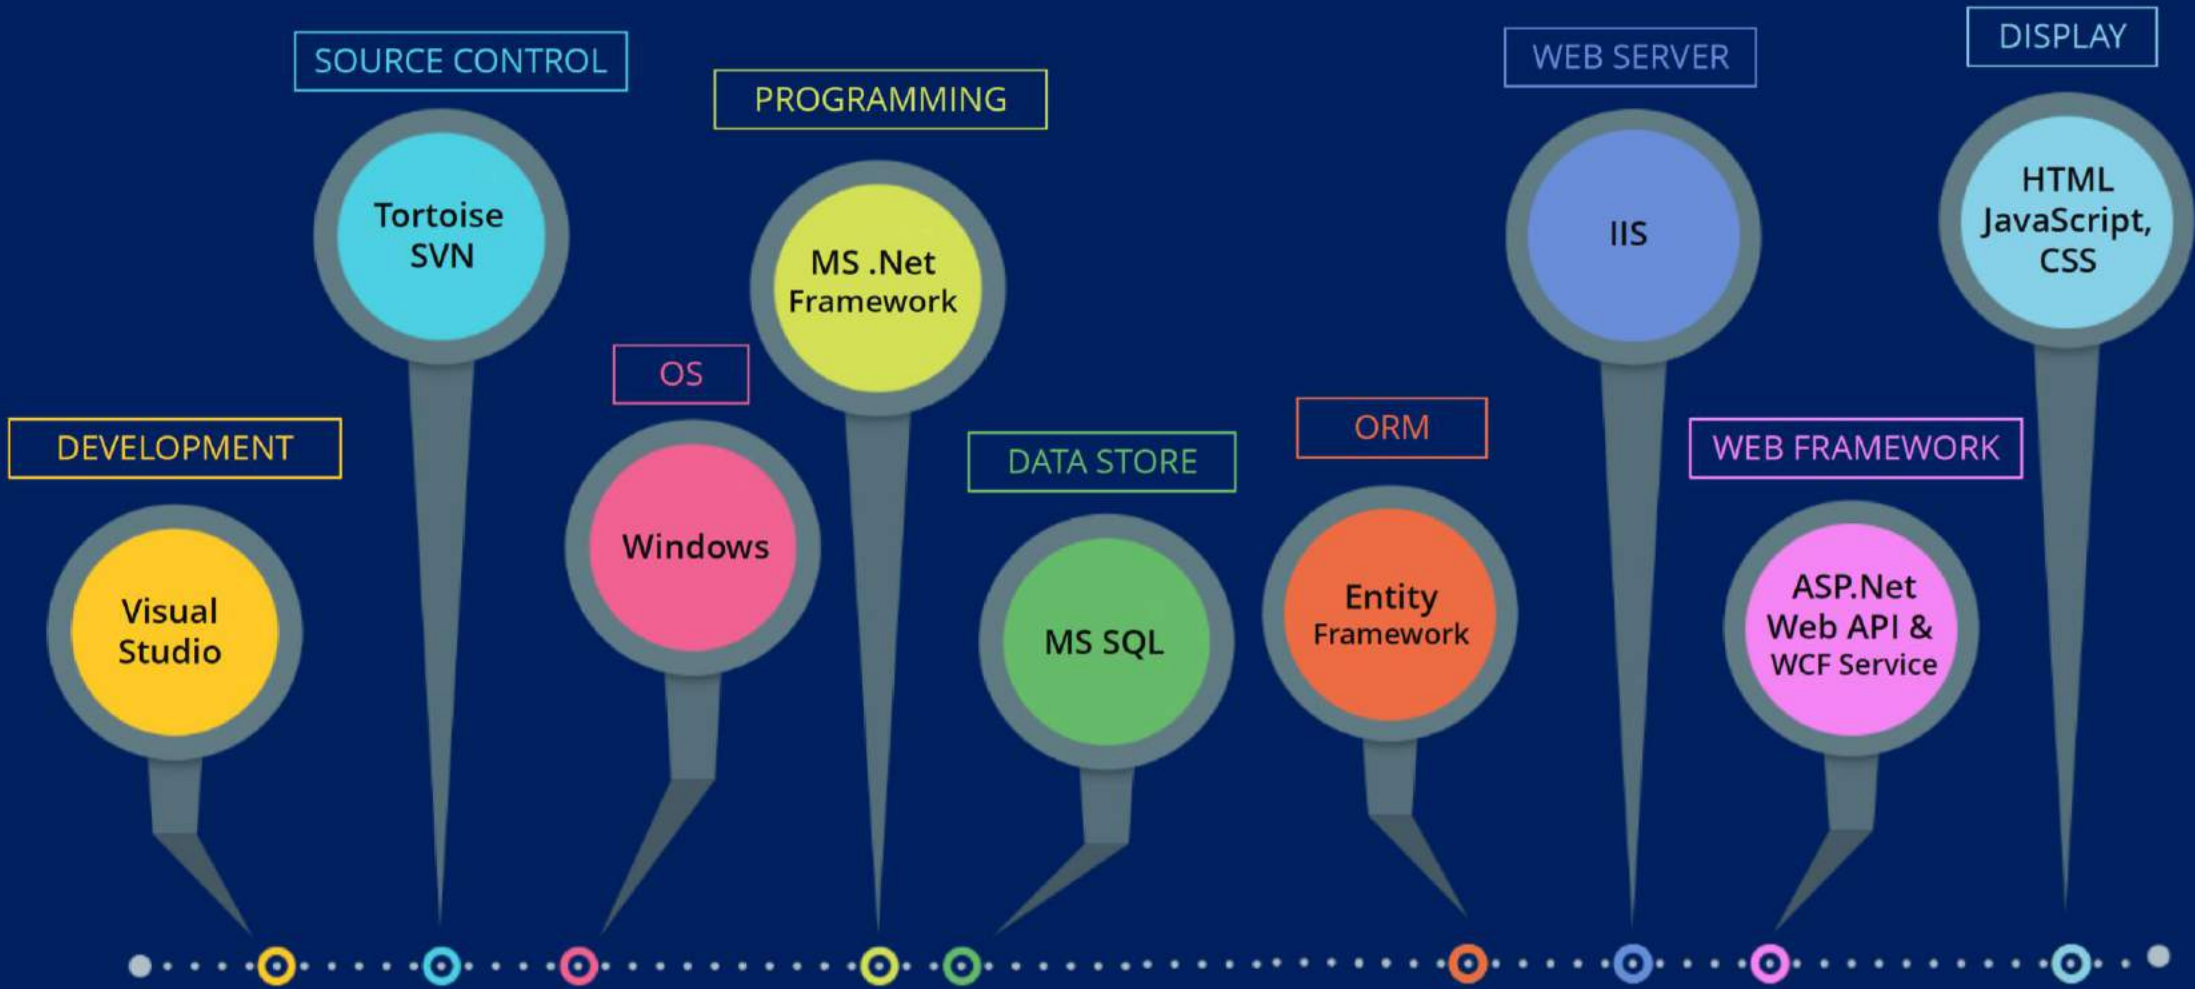 DEVELOPMENT
Visual
Studio
SOURCE CONTROL
Tortoise
SVN
OS
Windows
PROGRAMMING
MS .Net
Framework
DATA STORE
MS SQL
ORM
Entity
Framework
WEB SERVER
IIS
WEB FRAMEWORK
ASP.Net
Web API &
WCF Service
DISPLAY
HTML
JavaScript,
CSS